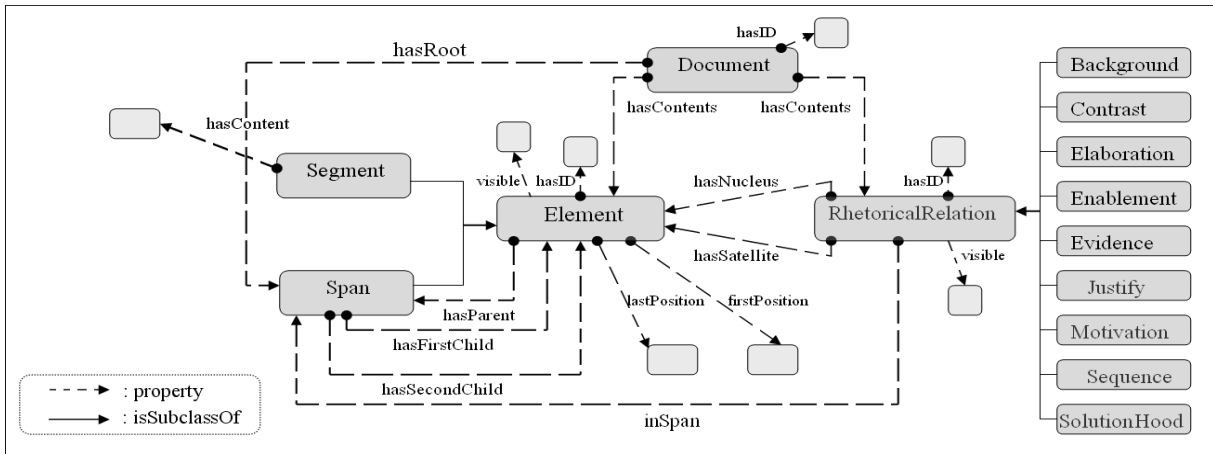 hasID
hasRoot
Document
Background
hasContents
hasContents
Contrast
hasContent
Segment
Elaboration
visible
hasID
hasNucleus
hasID
Enablement
Element
RhetoricalRelation
Evidence
hasSatellite
visible
Span
Justify
hasParent
lastPosition
firstPosition
Motivation
hasFirstChild
Sequence
hasSecondChild
: property
: isSubclassOf
inSpan
SolutionHood